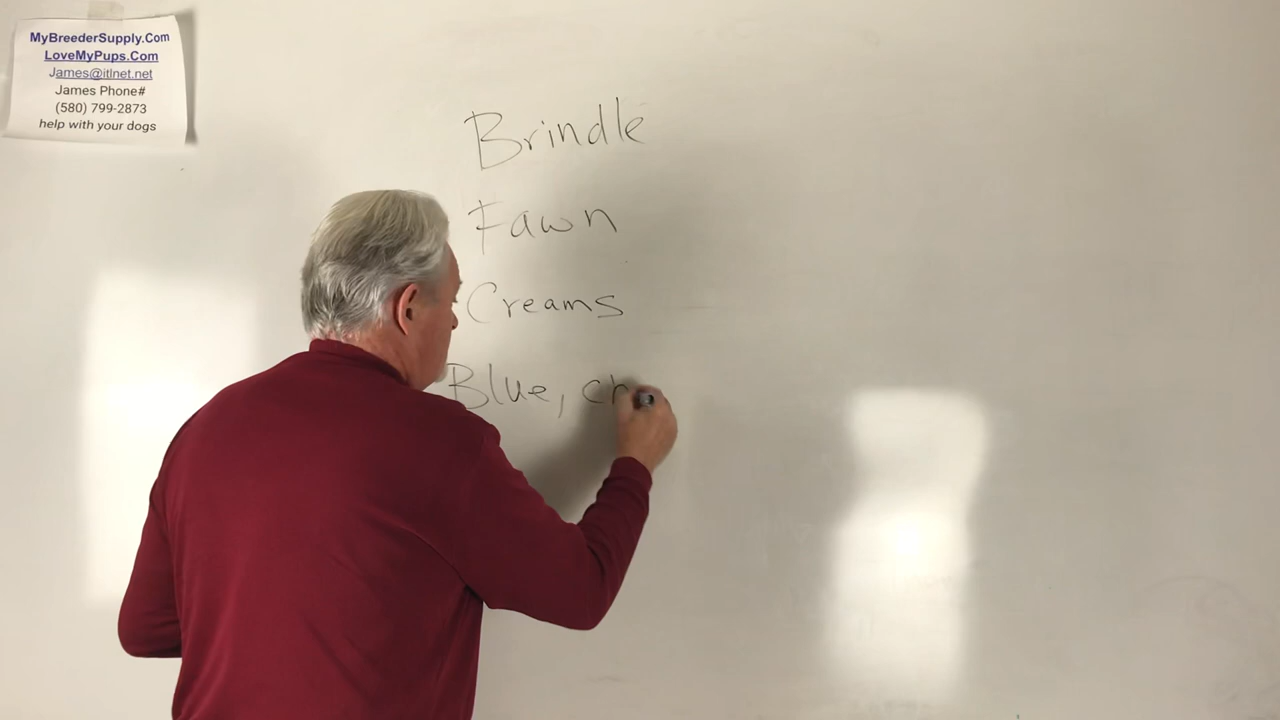 MyBreederSupply.Com
LoveMyPups.Com
James@itlnet.net
James Phone#
(580) 799-2873
help with your dogs
Brindle
Fawn
Creams
Blue, ch